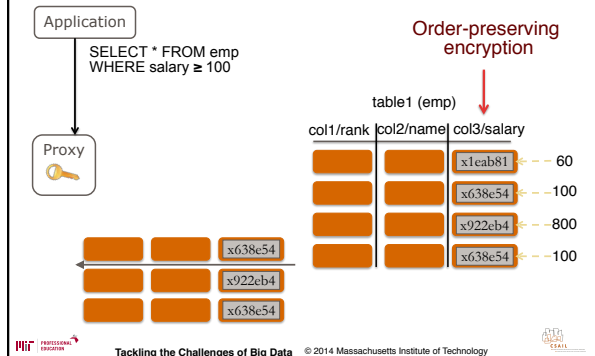 Application
SELECT * FROM emp
WHERE salary ≥ 100
Proxy
Order-preserving
encryption
table1 (emp)
col1/rank col2/name col3/salary
x1eab81 60
x638e54 100
x922eb4 800
x638e54 100
x638e54
x922eb4
x638e54
MIT PROFESSIONAL
EDUCATION
Tackling the Challenges of Big Data © 2014 Massachusetts Institute of Technology
CSAIL